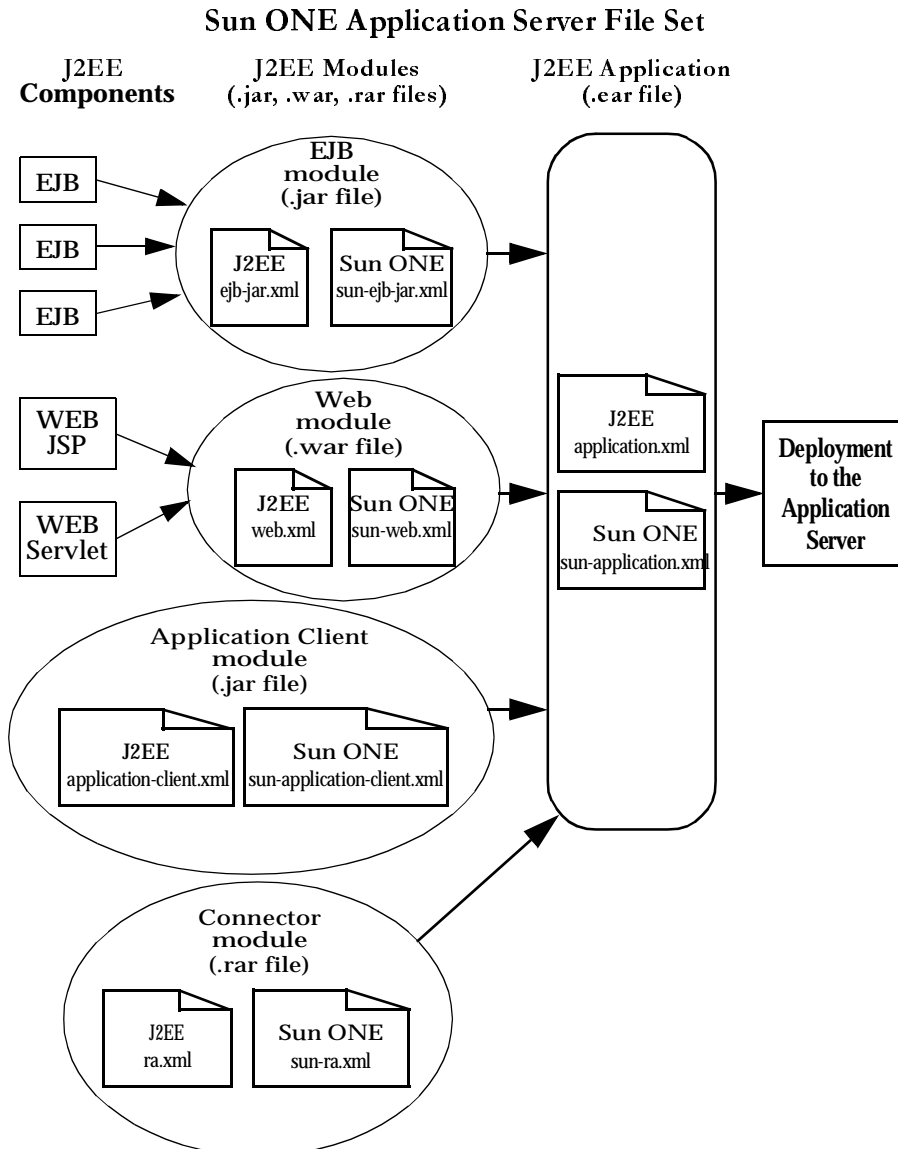 Sun ONE Application Server File Set
J2EE
Components
J2EE Modules
(.jar, .war, .rar files)
J2EE Application
(.ear file)
EJB
EJB
EJB
EJB
module
(.jar file)
J2EE
ejb-jar.xml
Sun ONE
sun-ejb-jar.xml
WEB
JSP
WEB
Servlet
Web
module
(.war file)
J2EE
web.xml
Sun ONE
sun-web.xml
Application Client
module
(.jar file)
J2EE
application-client.xml
Sun ONE
sun-application-client.xml
Connector
module
(.rar file)
J2EE
ra.xml
Sun ONE
sun-ra.xml
J2EE
application.xml
Sun ONE
sun-application.xml
Deployment
to the
Application
Server